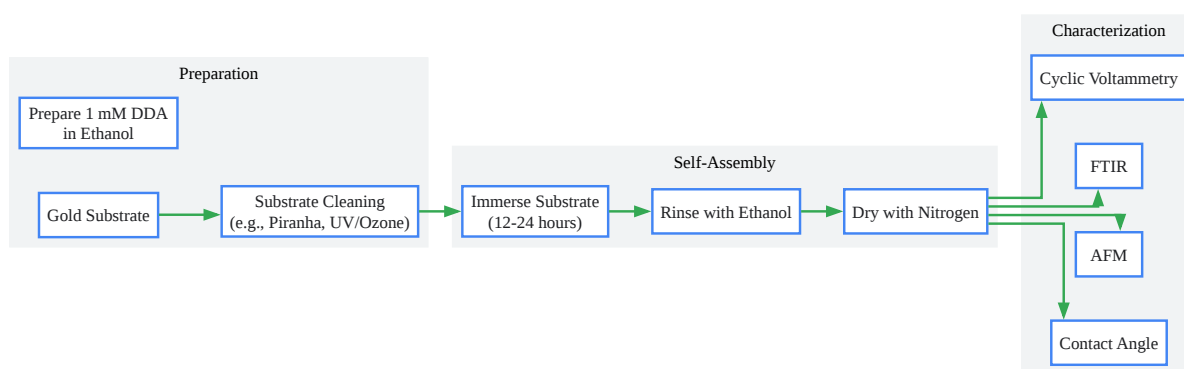 Preparation
Prepare 1 mM DDA
in Ethanol
Gold Substrate
Substrate Cleaning
(e.g., Piranha, UV/Ozone)
Self-Assembly
Immerse Substrate
(12-24 hours)
Rinse with Ethanol
Dry with Nitrogen
Characterization
Cyclic Voltammetry
FTIR
AFM
Contact Angle